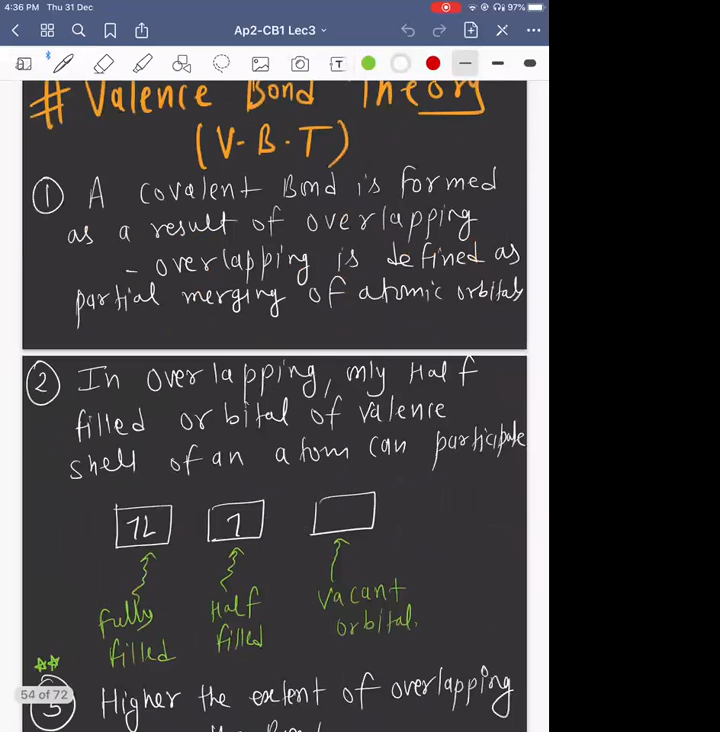 4:36 PM Thu 31 Dec
97%
Ap2-CB1 Lec3
# Valence Bond Theory
(V-B.T)
① A covalent Bond is formed
as a result of overlapping
- overlapping is defined as
partial merging of atomic orbitals
② In overlapping, only Half
filled orbital of valence
shell of an atom can participate
1L 1
fully Half vacant
filled filled orbital.
54 of 72
③ Higher the extent of overlapping